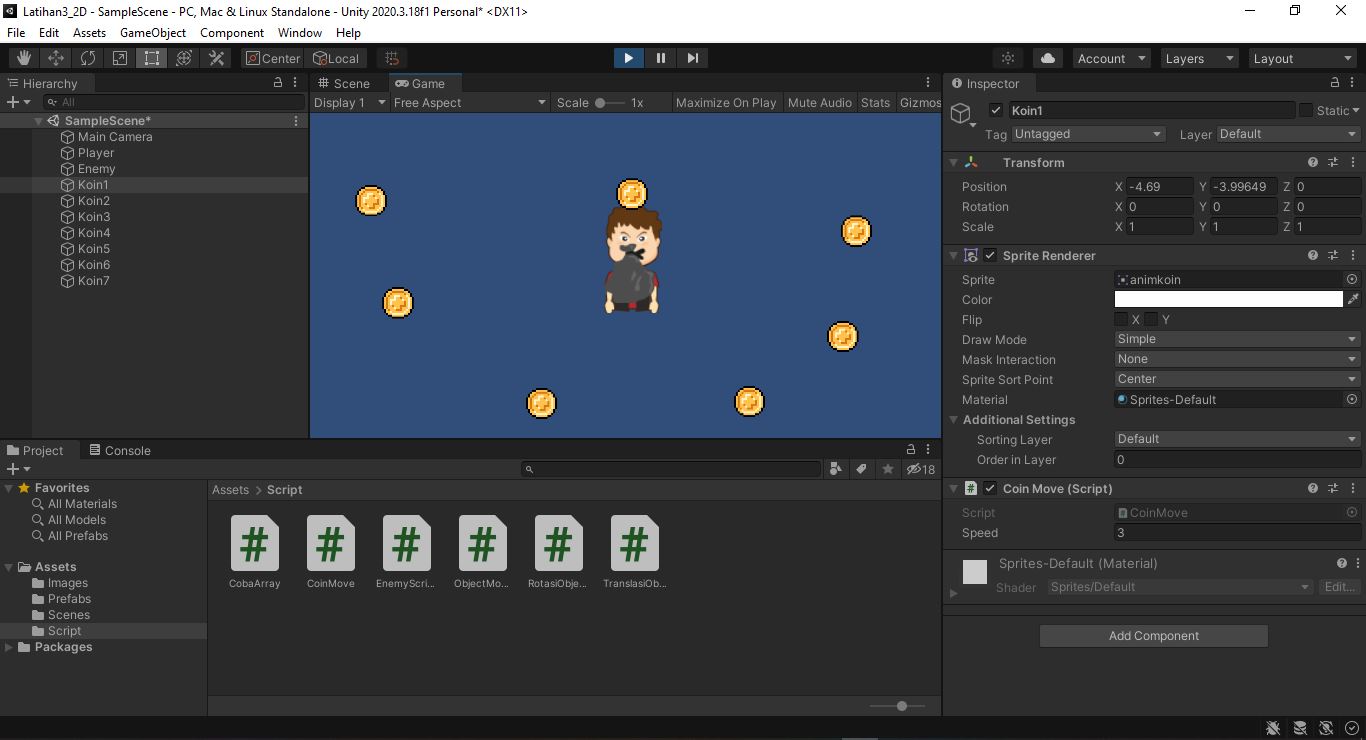 Latihan3_2D - SampleScene - PC, Mac & Linux Standalone - Unity 2020.3.18f1 Personal* <DX11>
File Edit Assets GameObject Component Window Help
Center Local Account Layers Layout
Hierarchy
All
SampleScene*
Main Camera
Player
Enemy
Koin1
Koin2
Koin3
Koin4
Koin5
Koin6
Koin7
Scene Game
Display 1 Free Aspect Scale 1x Maximize On Play Mute Audio Stats Gizmos
Inspector
Koin1 Static
Tag Untagged Layer Default
Transform
Position X -4.69 Y -3.99649 Z 0
Rotation X 0 Y 0 Z 0
Scale X 1 Y 1 Z 1
Sprite Renderer
Sprite animkoin
Color
Flip X Y
Draw Mode Simple
Mask Interaction None
Sprite Sort Point Center
Material Sprites-Default
Additional Settings
Sorting Layer Default
Order in Layer 0
Coin Move (Script)
Script CoinMove
Speed 3
Sprites-Default (Material)
Shader Sprites/Default Edit...
Add Component
Project Console
18
Favorites
All Materials
All Models
All Prefabs
Assets
Images
Prefabs
Scenes
Script
Packages
Assets > Script
CobaArray CoinMove EnemyScri... ObjectMo... RotasiObje... TranslasiOb...